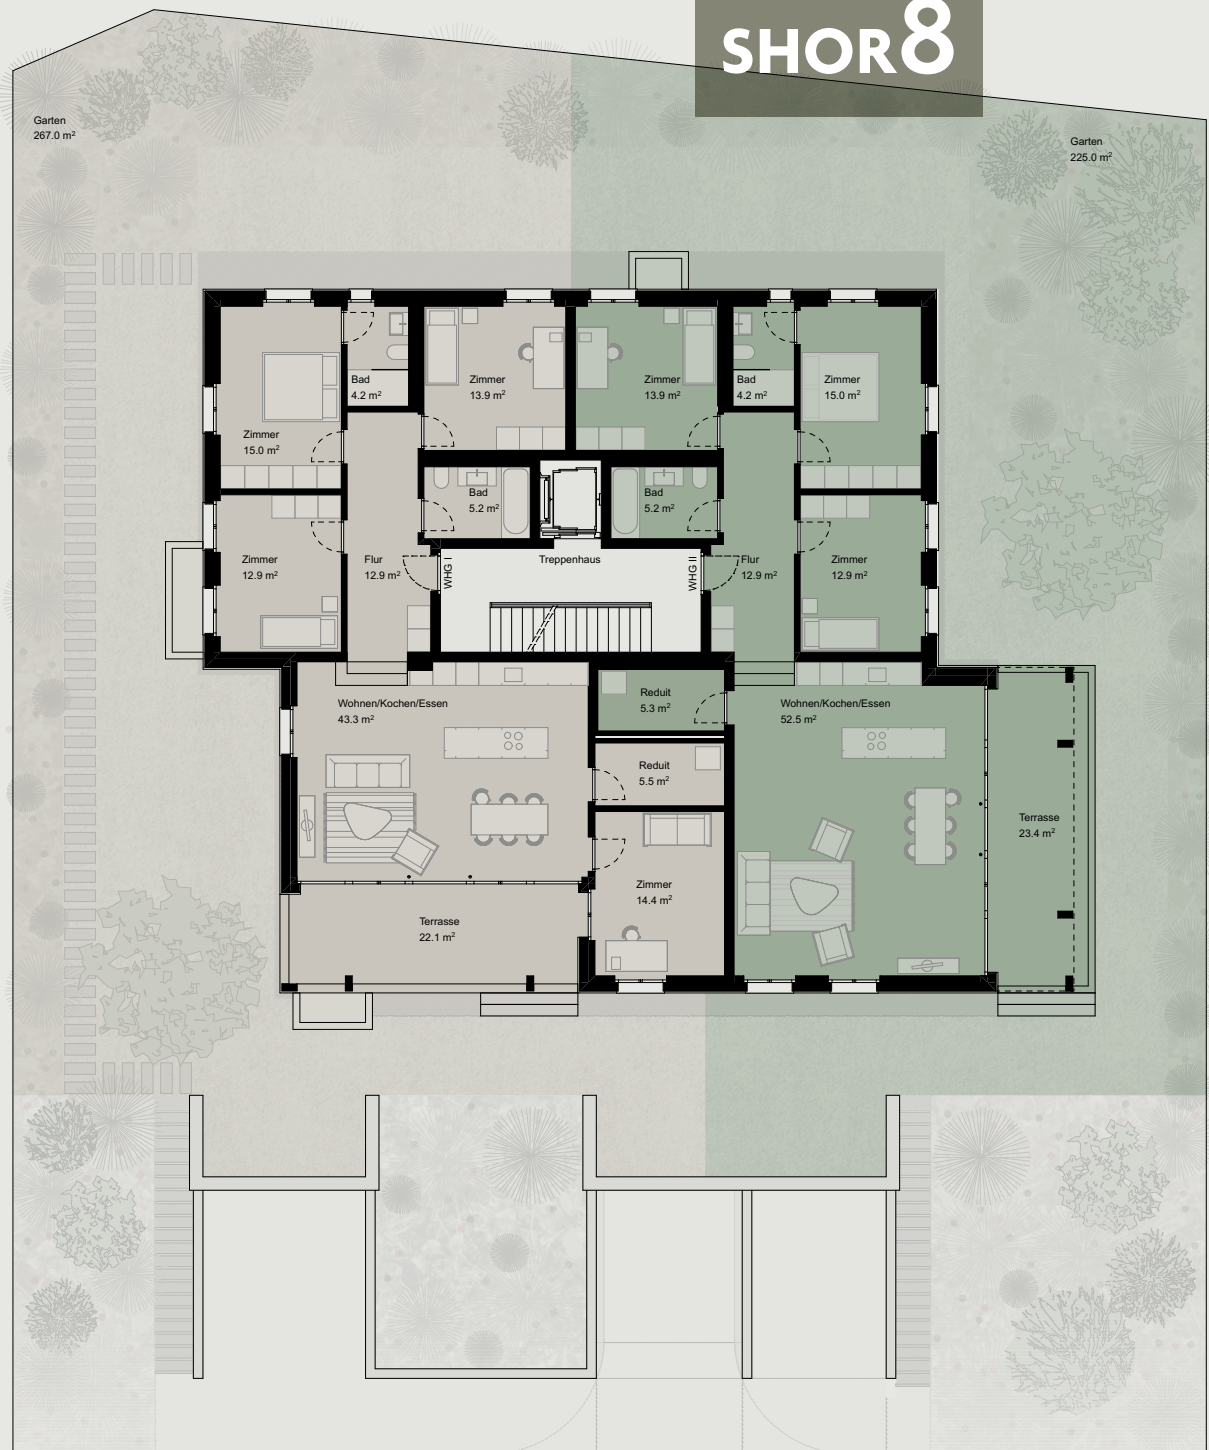 SHOR8
Garten
267.0 m²
Garten
225.0 m²
Bad
4.2 m²
Zimmer
13.9 m²
Zimmer
13.9 m²
Bad
4.2 m²
Zimmer
15.0 m²
Zimmer
15.0 m²
Bad
5.2 m²
Bad
5.2 m²
Zimmer
12.9 m²
Flur
12.9 m²
WHG I
Treppenhaus
WHG II
Flur
12.9 m²
Zimmer
12.9 m²
Wohnen/Kochen/Essen
43.3 m²
Reduit
5.3 m²
Wohnen/Kochen/Essen
52.5 m²
Reduit
5.5 m²
Terrasse
23.4 m²
Zimmer
14.4 m²
Terrasse
22.1 m²